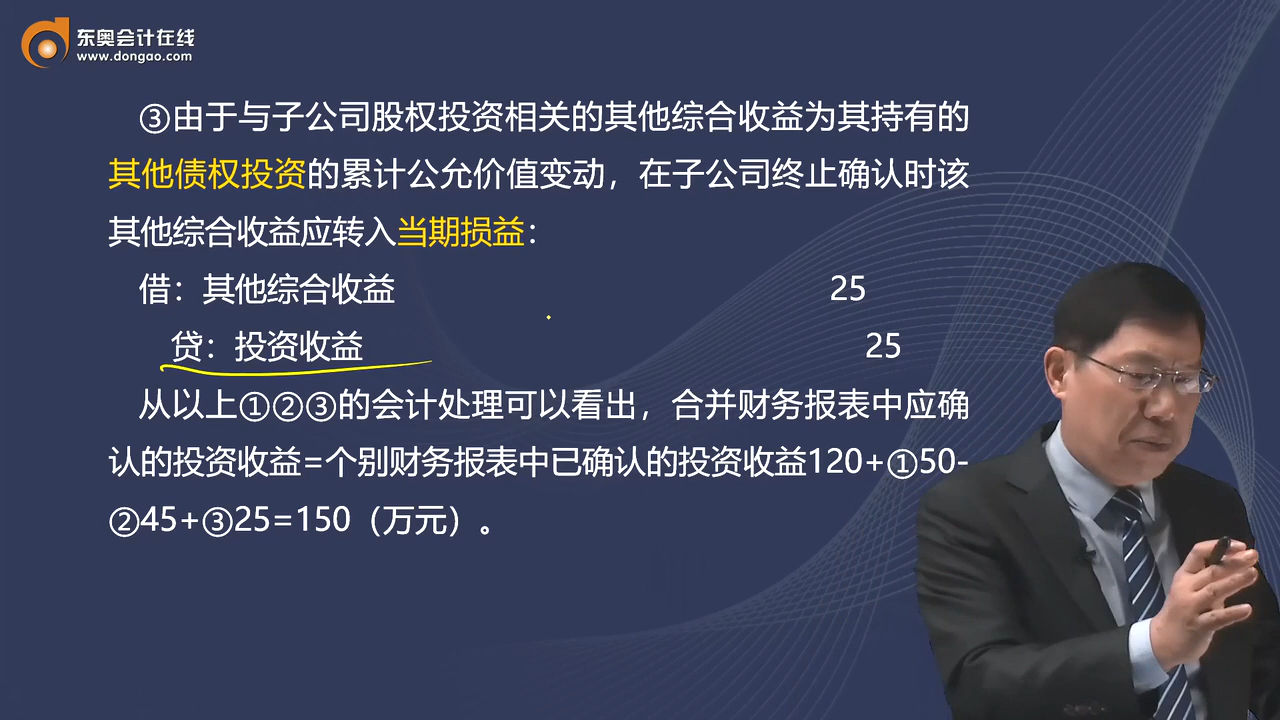 东奥会计在线
www.dongao.com
③由于与子公司股权投资相关的其他综合收益为其持有的
其他债权投资的累计公允价值变动，在子公司终止确认时该
其他综合收益应转入当期损益：
借：其他综合收益 25
贷：投资收益 25
从以上①②③的会计处理可以看出，合并财务报表中应确
认的投资收益=个别财务报表中已确认的投资收益120+①50-
②45+③25=150（万元）。